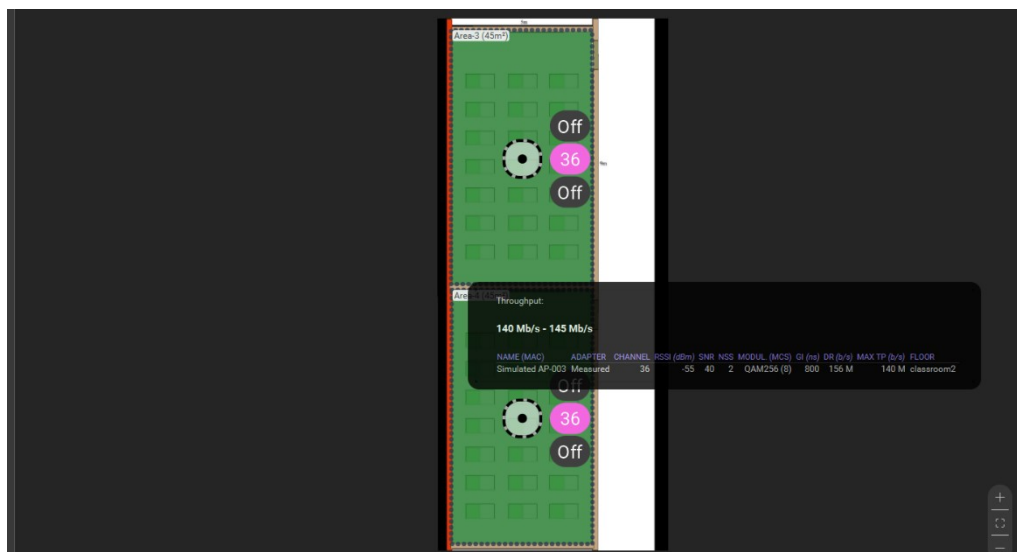 Area-3 (45m²)
Off
36
Off
Throughput:
140 Mb/s - 145 Mb/s
NAME (MAC) ADAPTER CHANNEL RSSI (dBm) SNR NSS MODUL. (MCS) GI (ns) DR (b/s) MAX TP (b/s) FLOOR
Simulated AP-003 Measured 36 -55 40 2 QAM256 (8) 800 156 M 140 M classroom2
Off
36
Off